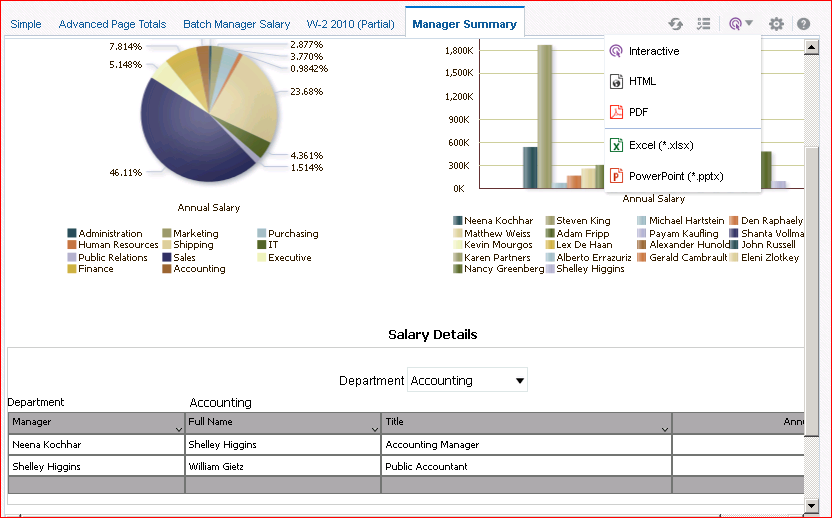 Simple Advanced Page Totals Batch Manager Salary W-2 2010 (Partial) Manager Summary
7.814%
5.148%
2.877%
3.770%
0.9842%
23.68%
4.361%
1.514%
46.11%
Annual Salary
Administration Marketing Purchasing
Human Resources Shipping IT
Public Relations Sales Executive
Finance Accounting
1,800K
1,500K
1,200K
900K
600K
300K
0K
Annual Salary
Interactive
HTML
PDF
Excel (*.xlsx)
PowerPoint (*.pptx)
Neena Kochhar Steven King Michael Hartstein Den Raphaely
Matthew Weiss Adam Fripp Payam Kaufling Shanta Vollma
Kevin Mourgos Lex De Haan Alexander Hunold John Russell
Karen Partners Alberto Errazuriz Gerald Cambrault Eleni Zlotkey
Nancy Greenberg Shelley Higgins
Salary Details
Department Accounting
Department Accounting
Manager Full Name Title Annu
Neena Kochhar Shelley Higgins Accounting Manager
Shelley Higgins William Gietz Public Accountant